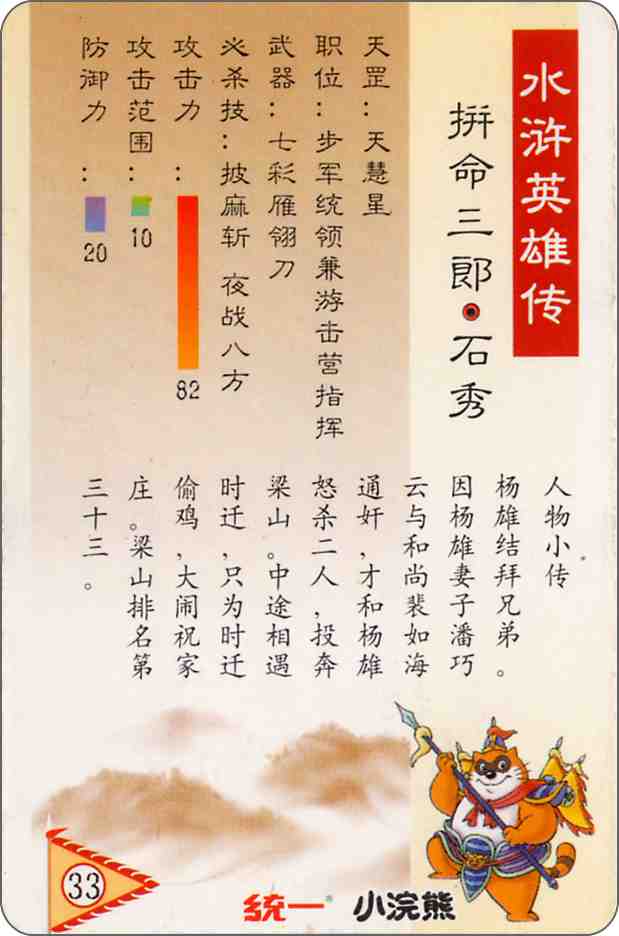 水浒英雄传
拚命三郎·石秀
天罡：天慧星
职位：步军统领兼游击营指挥
武器：七彩雁翎刀
必杀技：披麻斩 夜战八方
攻击力：82
攻击范围：10
防御力：20
人物小传
杨雄结拜兄弟。
因杨雄妻子潘巧
云与和尚裴如海
通奸，才和杨雄
怒杀二人，投奔
梁山。中途相遇
时迁，只为时迁
偷鸡，大闹祝家
庄。梁山排名第
三十三。
33
统一® 小浣熊